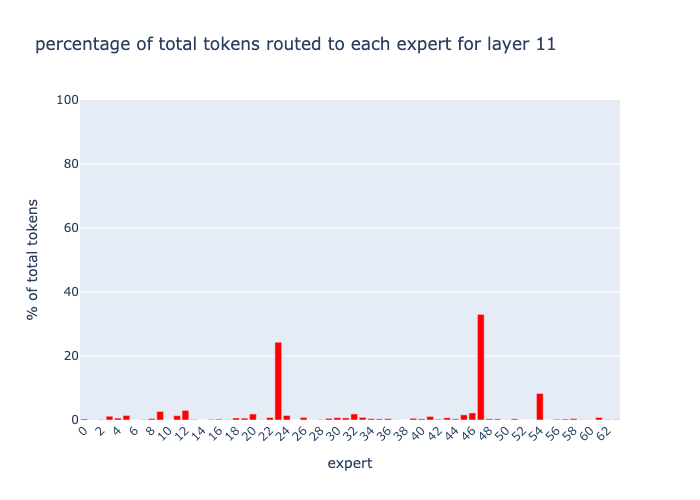 percentage of total tokens routed to each expert for layer 11
100
80
60
40
20
0
% of total tokens
0 2 4 6 8 10 12 14 16 18 20 22 24 26 28 30 32 34 36 38 40 42 44 46 48 50 52 54 56 58 60 62
expert